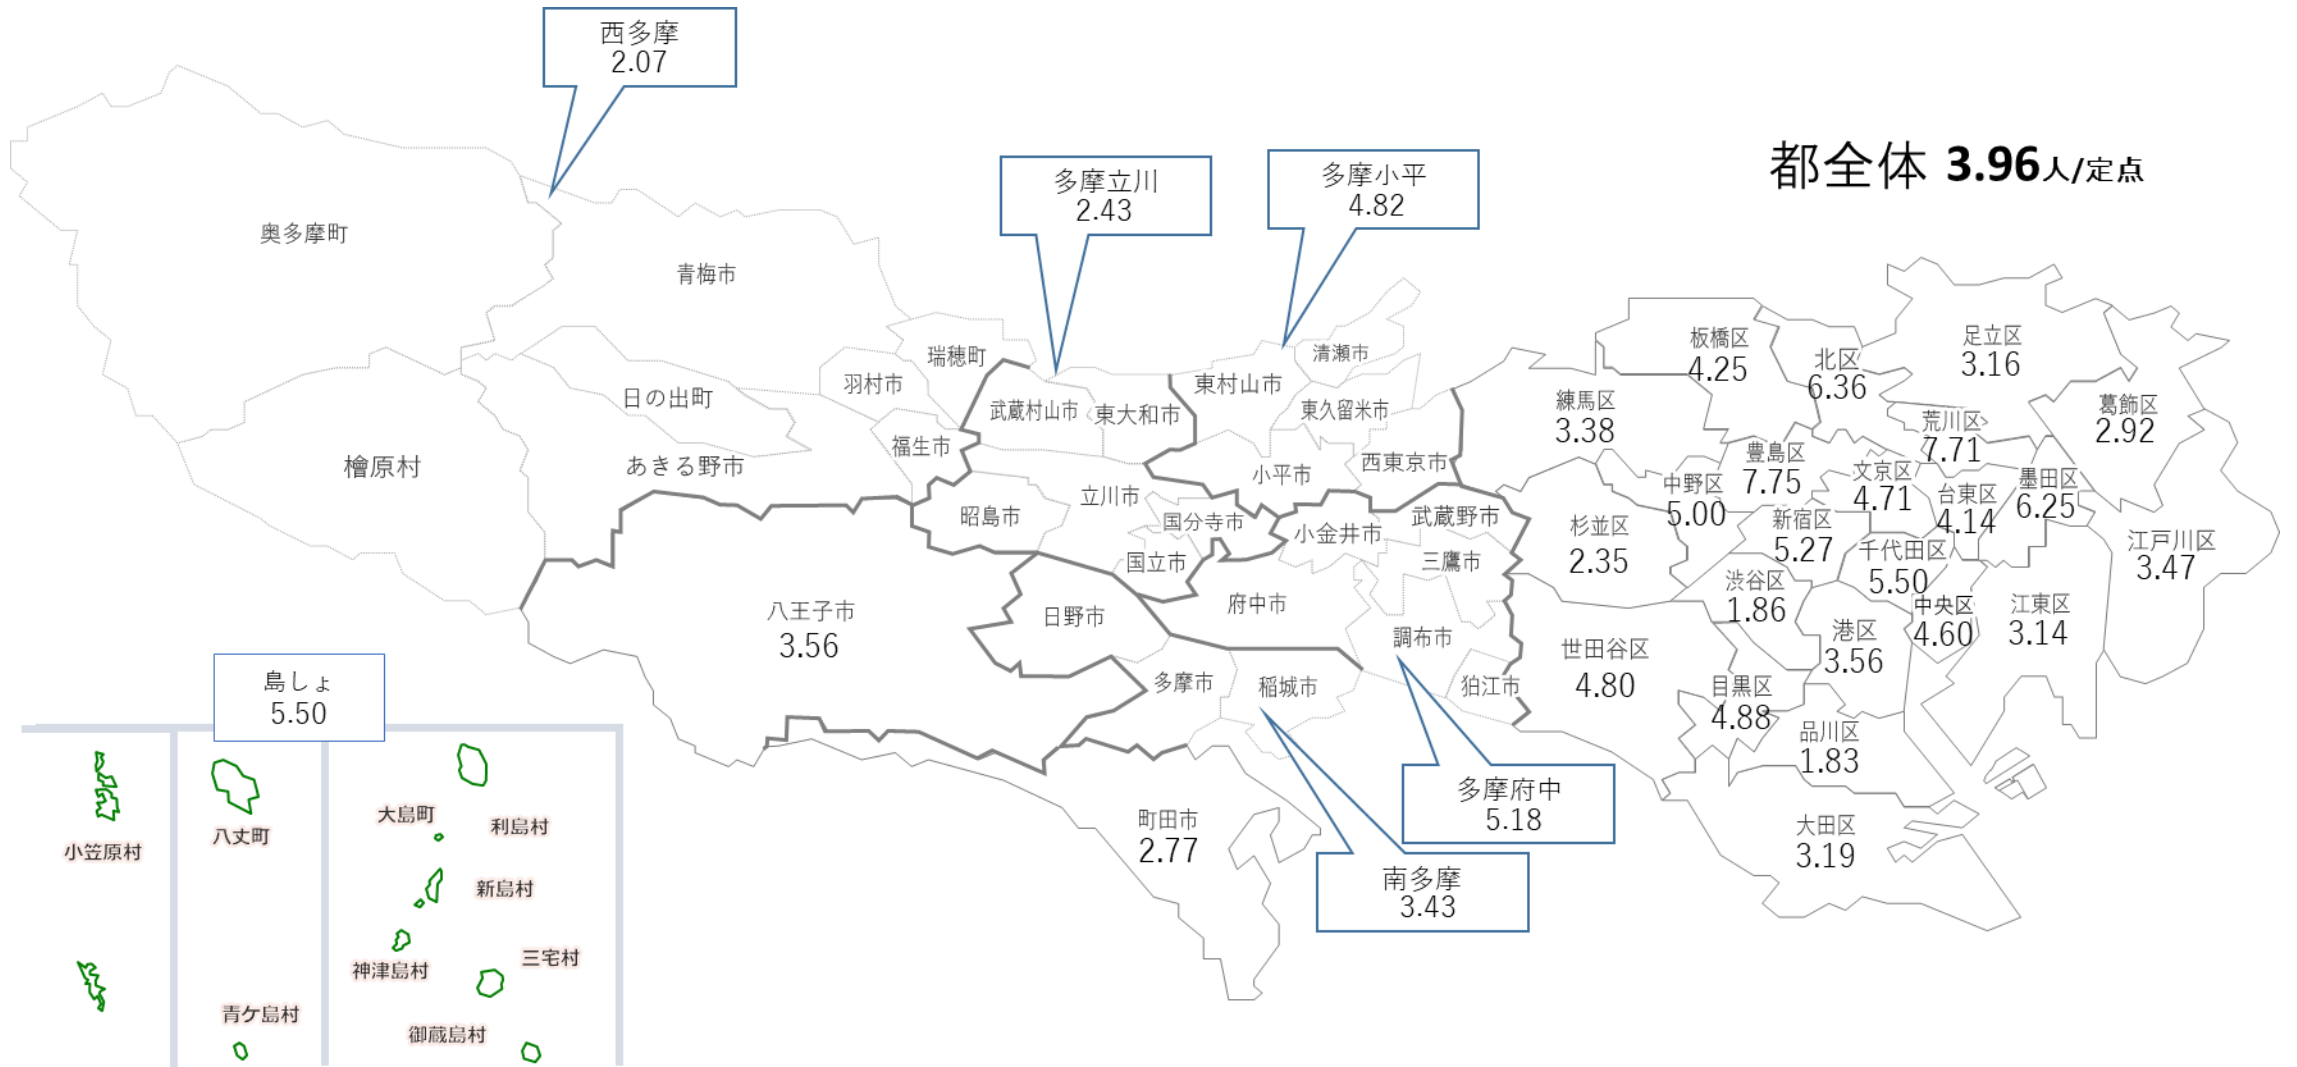 西多摩
2.07
多摩立川
2.43
多摩小平
4.82
都全体 3.96人/定点
奥多摩町
青梅市
瑞穂町
羽村市
日の出町
福生市
あきる野市
檜原村
武蔵村山市
東大和市
東村山市
清瀬市
東久留米市
小平市
西東京市
昭島市
立川市
国分寺市
国立市
小金井市
武蔵野市
三鷹市
府中市
調布市
狛江市
八王子市
3.56
日野市
多摩市
稲城市
町田市
2.77
多摩府中
5.18
南多摩
3.43
板橋区
4.25
北区
6.36
足立区
3.16
練馬区
3.38
荒川区
7.71
葛飾区
2.92
豊島区
7.75
文京区
4.71
中野区
5.00
台東区
4.14
墨田区
6.25
杉並区
2.35
新宿区
5.27
千代田区
5.50
江戸川区
3.47
渋谷区
1.86
中央区
4.60
江東区
3.14
港区
3.56
世田谷区
4.80
目黒区
4.88
品川区
1.83
大田区
3.19
島しょ
5.50
小笠原村
八丈町
青ケ島村
大島町
利島村
新島村
神津島村
三宅村
御蔵島村